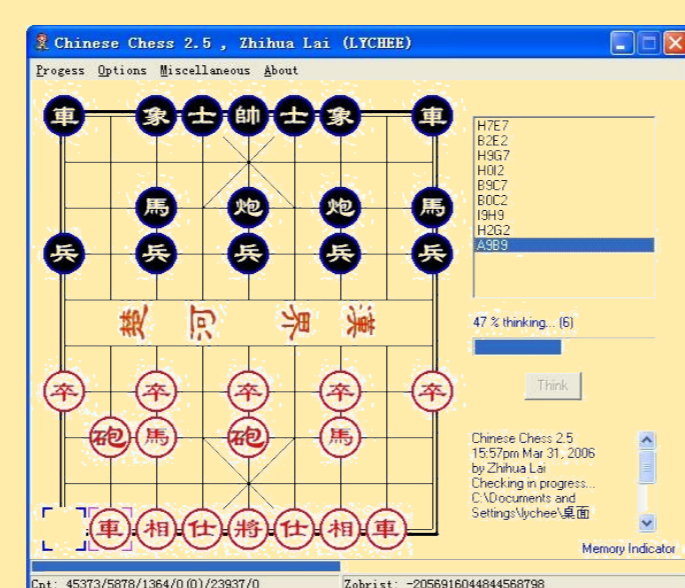 Chinese Chess 2.5 , Zhihua Lai (LYCHEE)
Progess Options Miscellaneous About
車 象 士 帥 士 象 車
馬 炮 炮 馬
兵 兵 兵 兵 兵
楚 河 界 漢
卒 卒 卒 卒 卒
砲 馬 砲 馬
車 相 仕 將 仕 相 車
H7E7
B2E2
H9G7
H0I2
B9C7
B0C2
I9H9
H2G2
A9B9
47 % thinking... (6)
Think
Chinese Chess 2.5
15:57pm Mar 31, 2006
by Zhihua Lai
Checking in progress...
C:\Documents and
Settings\lychee\桌面
Memory Indicator
Cnt: 45373/5878/1364/0(0)/23937/0
Zobrist: -2056916044844568798